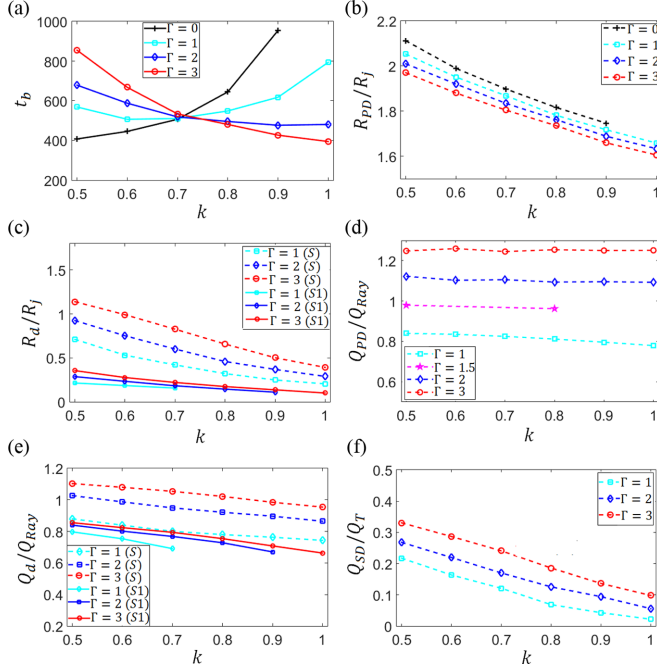 (a)
1000
800
600
400
200
t_b
Γ = 0
Γ = 1
Γ = 2
Γ = 3
0.5 0.6 0.7 0.8 0.9 1
k
(b)
2.2
2
1.8
1.6
R_PD/R_j
Γ = 0
Γ = 1
Γ = 2
Γ = 3
0.5 0.6 0.7 0.8 0.9 1
k
(c)
1.5
1
0.5
0
R_d/R_j
Γ = 1 (S)
Γ = 2 (S)
Γ = 3 (S)
Γ = 1 (S1)
Γ = 2 (S1)
Γ = 3 (S1)
0.5 0.6 0.7 0.8 0.9 1
k
(d)
1.2
1
0.8
0.6
Q_PD/Q_Ray
Γ = 1
Γ = 1.5
Γ = 2
Γ = 3
0.5 0.6 0.7 0.8 0.9 1
k
(e)
1.2
1
0.8
0.6
0.4
0.2
Q_d/Q_Ray
Γ = 1 (S)
Γ = 2 (S)
Γ = 3 (S)
Γ = 1 (S1)
Γ = 2 (S1)
Γ = 3 (S1)
0.5 0.6 0.7 0.8 0.9 1
k
(f)
0.5
0.4
0.3
0.2
0.1
0
Q_SD/Q_T
Γ = 1
Γ = 2
Γ = 3
0.5 0.6 0.7 0.8 0.9 1
k